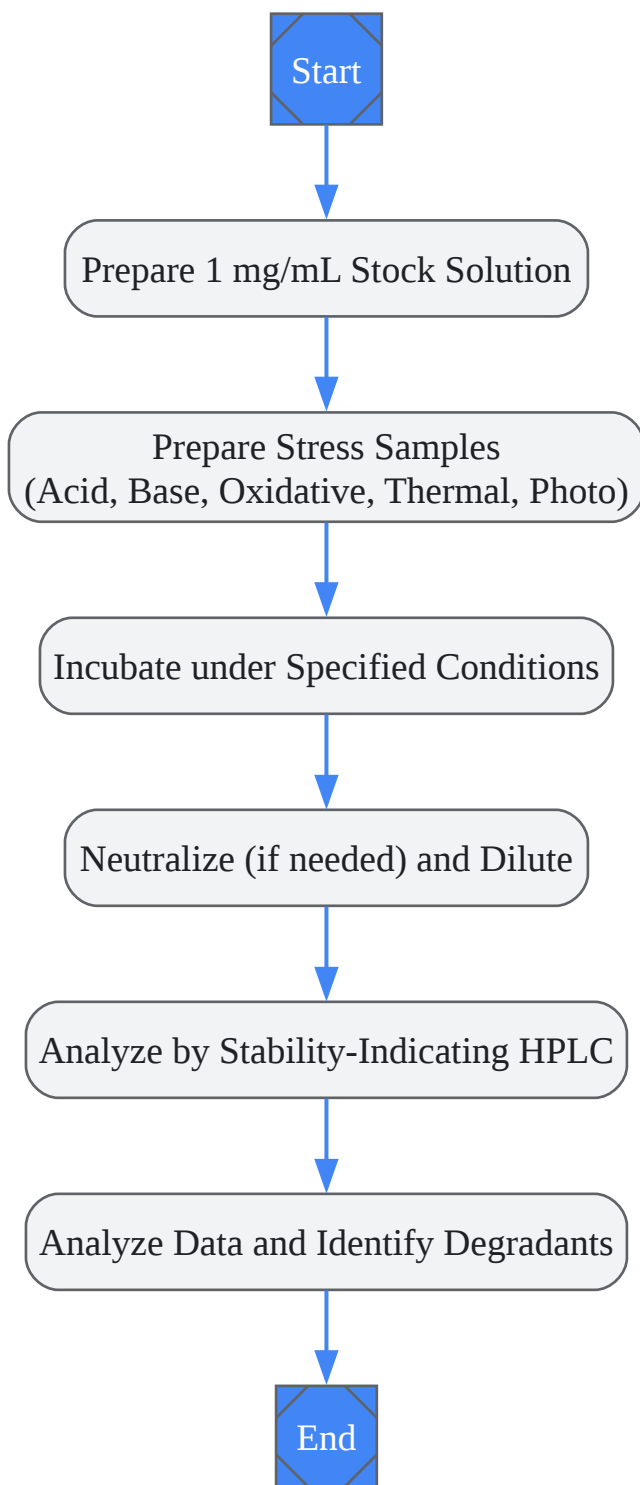 Start
Prepare 1 mg/mL Stock Solution
Prepare Stress Samples
(Acid, Base, Oxidative, Thermal, Photo)
Incubate under Specified Conditions
Neutralize (if needed) and Dilute
Analyze by Stability-Indicating HPLC
Analyze Data and Identify Degradants
End